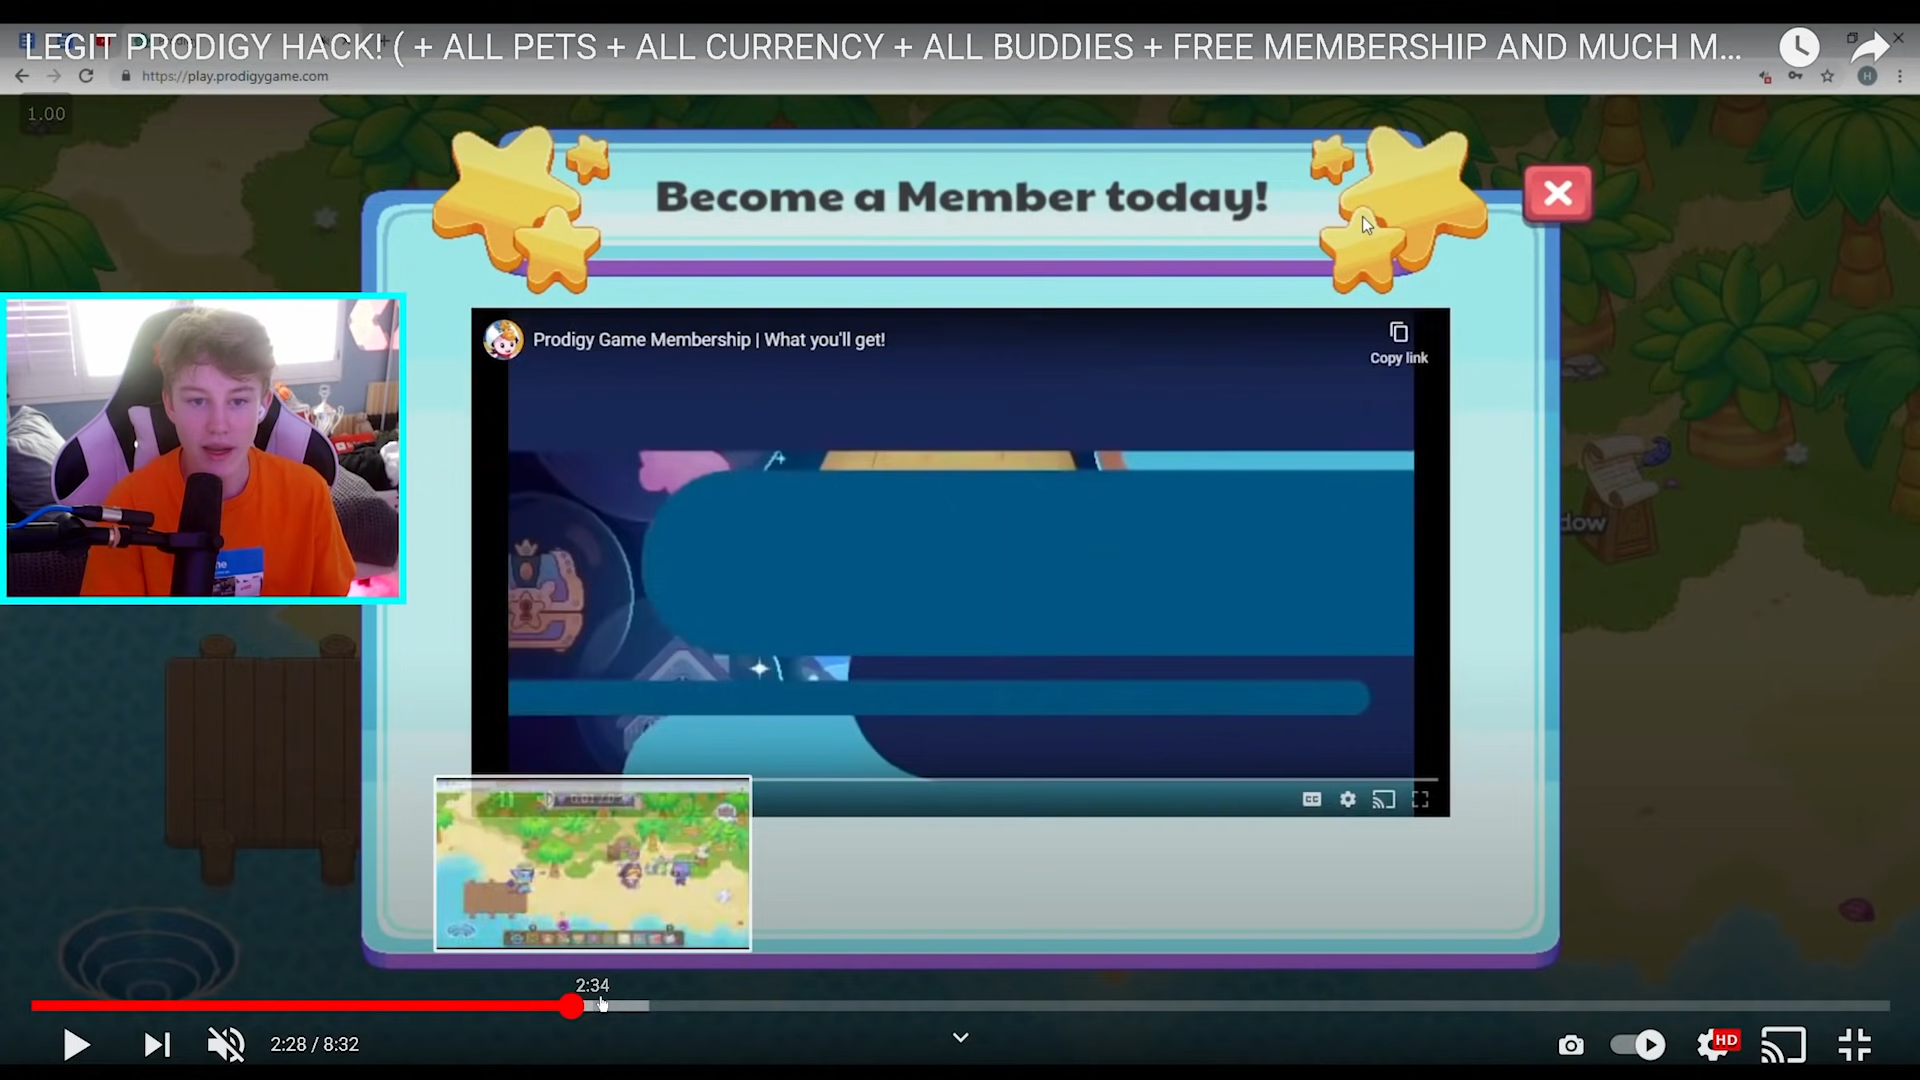 LEGIT PRODIGY HACK! ( + ALL PETS + ALL CURRENCY + ALL BUDDIES + FREE MEMBERSHIP AND MUCH M...
https://play.prodigygame.com
H
1.00
Become a Member today!
Prodigy Game Membership | What you'll get!
Copy link
dow
CC
2:34
2:28 / 8:32
HD